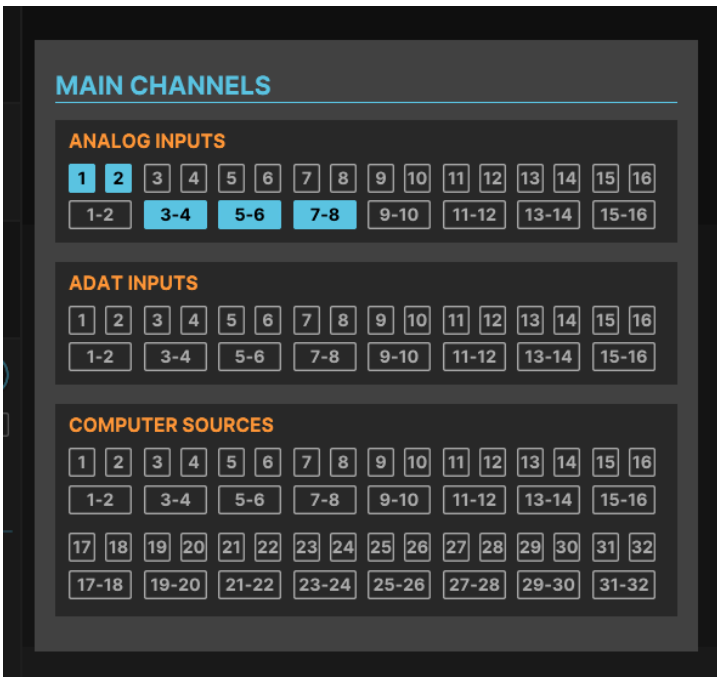 MAIN CHANNELS
ANALOG INPUTS
1 2 3 4 5 6 7 8 9 10 11 12 13 14 15 16
1-2 3-4 5-6 7-8 9-10 11-12 13-14 15-16
ADAT INPUTS
1 2 3 4 5 6 7 8 9 10 11 12 13 14 15 16
1-2 3-4 5-6 7-8 9-10 11-12 13-14 15-16
COMPUTER SOURCES
1 2 3 4 5 6 7 8 9 10 11 12 13 14 15 16
1-2 3-4 5-6 7-8 9-10 11-12 13-14 15-16
17 18 19 20 21 22 23 24 25 26 27 28 29 30 31 32
17-18 19-20 21-22 23-24 25-26 27-28 29-30 31-32